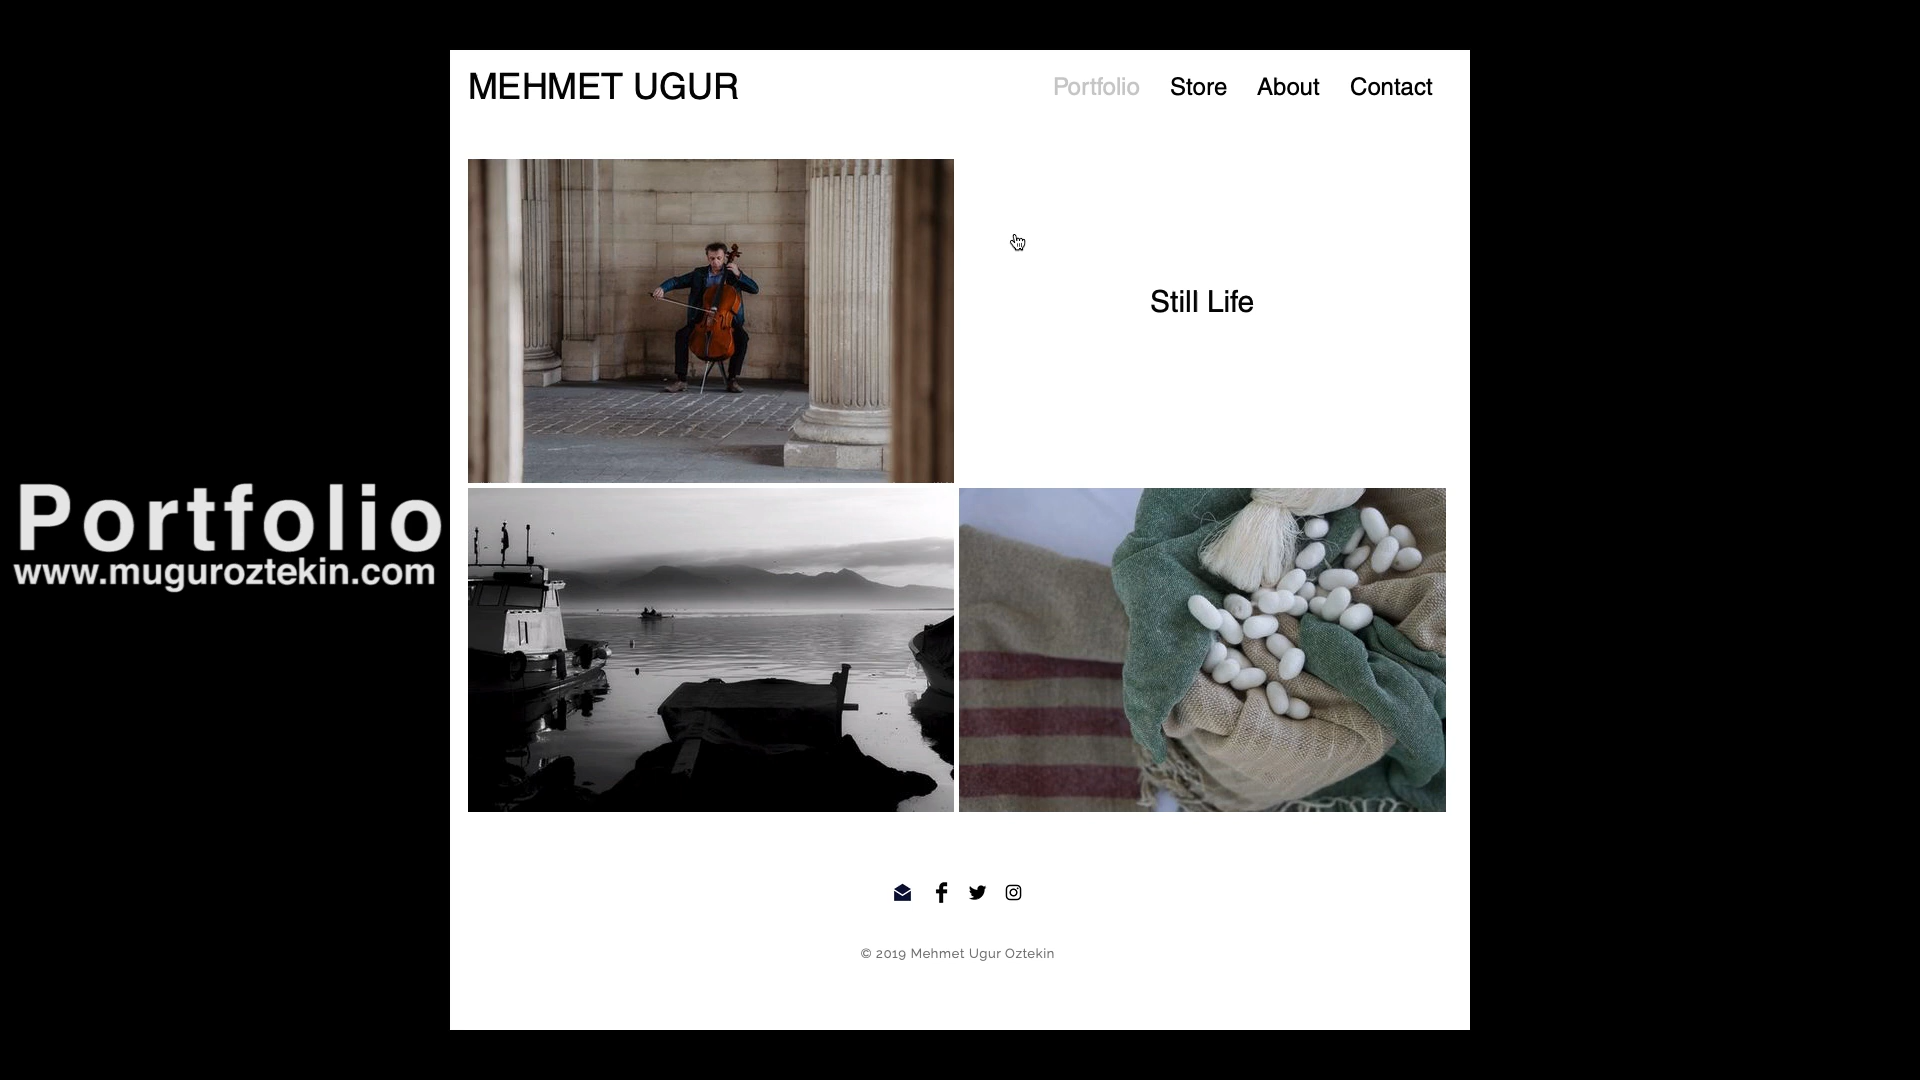 MEHMET UGUR
Portfolio Store About Contact
Still Life
Portfolio
www.muguroztekin.com
© 2019 Mehmet Ugur Oztekin